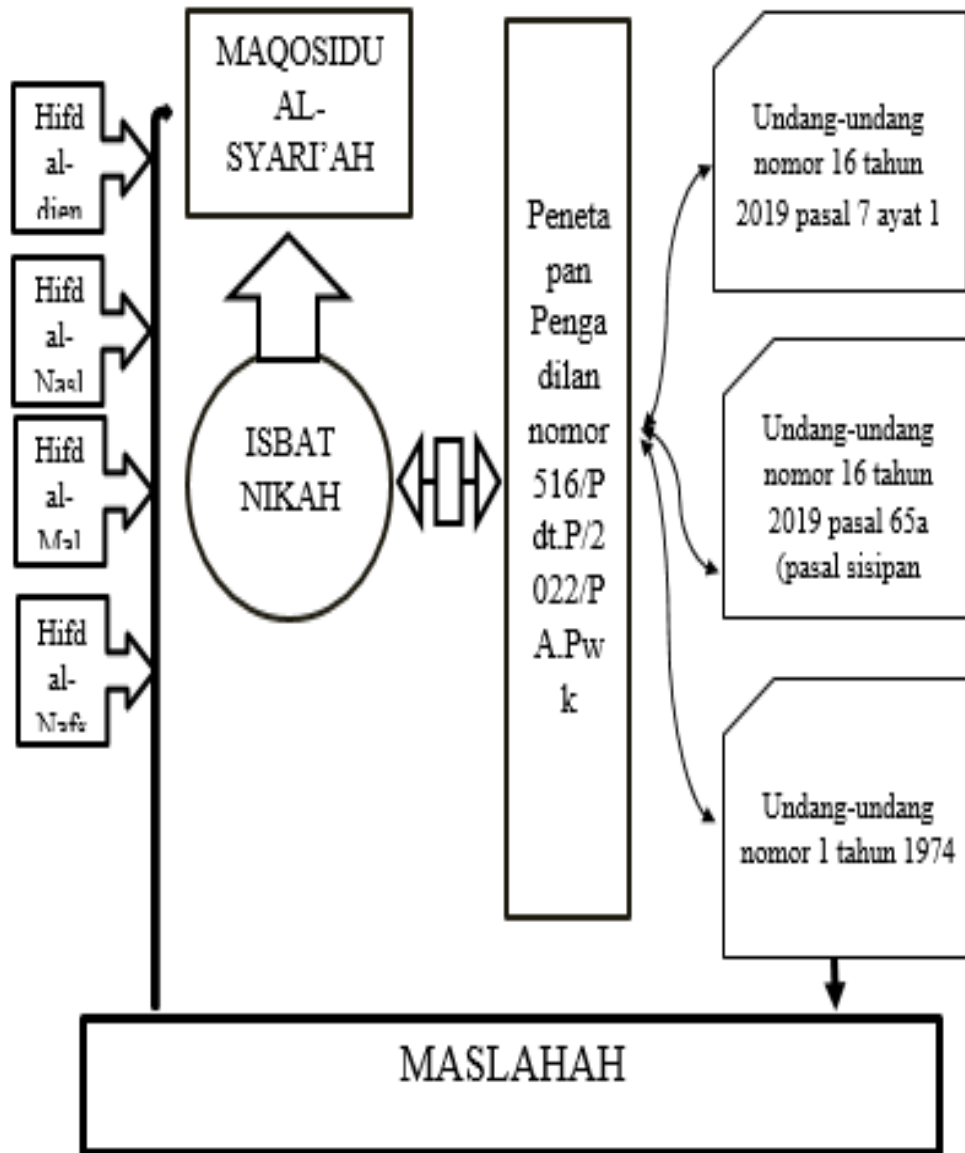 MAQOSIDU
AL-
SYARI’AH
Hifd
al-
dien
Hifd
al-
Nasl
Hifd
al-
Mal
Hifd
al-
Nafs
ISBAT
NIKAH
Peneta
pan
Penga
dilan
nomor
516/P
dt.P/2
022/P
A.Pw
k
Undang-undang
nomor 16 tahun
2019 pasal 7 ayat 1
Undang-undang
nomor 16 tahun
2019 pasal 65a
(pasal sisipan
Undang-undang
nomor 1 tahun 1974
MASLAHAH